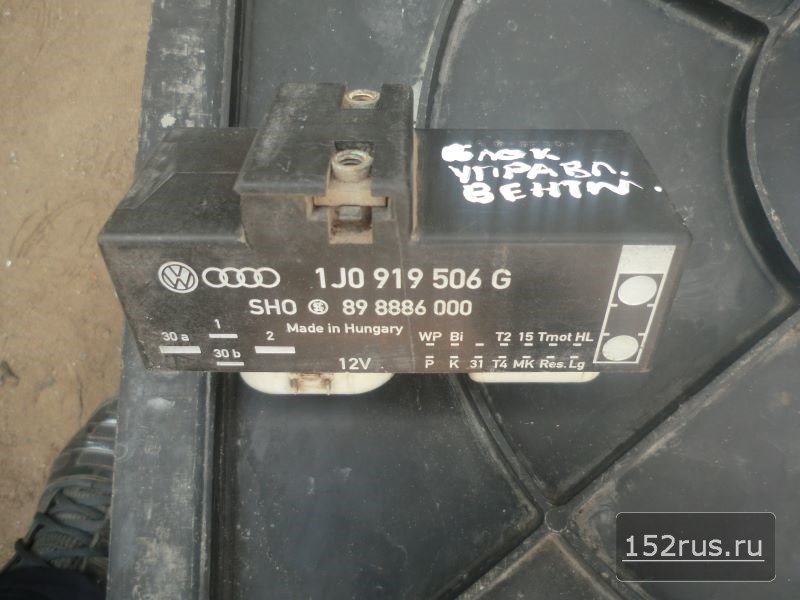 блок
управл.
вентил.
1J0 919 506 G
SHO 89 8886 000
Made in Hungary
30 a 1 2
30 b
12V
WP Bi T2 15 Tmot HL
P K 31 T4 MK Res. Lg
152rus.ru